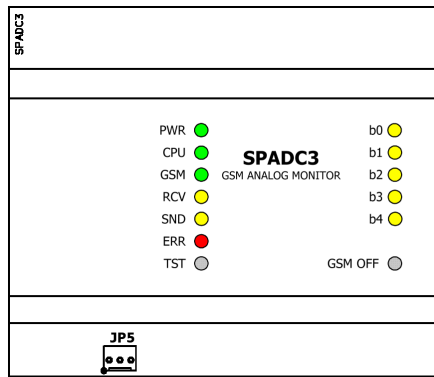 SPADC3
PWR
CPU
GSM
RCV
SND
ERR
TST
SPADC3
GSM ANALOG MONITOR
b0
b1
b2
b3
b4
GSM OFF
JP5